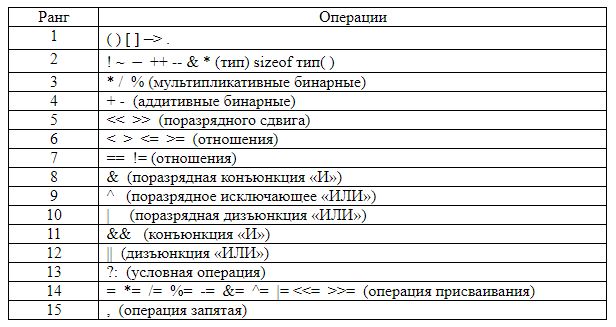 Ранг Операции
1 ( ) [ ] –> .
2 ! ~ – ++ -- & * (тип) sizeof тип( )
3 * / % (мультипликативные бинарные)
4 + - (аддитивные бинарные)
5 << >> (поразрядного сдвига)
6 < > <= >= (отношения)
7 == != (отношения)
8 & (поразрядная конъюнкция «И»)
9 ^ (поразрядное исключающее «ИЛИ»)
10 | (поразрядная дизъюнкция «ИЛИ»)
11 && (конъюнкция «И»)
12 || (дизъюнкция «ИЛИ»)
13 ?: (условная операция)
14 = *= /= %= -= &= ^= |= <<= >>= (операция присваивания)
15 , (операция запятая)